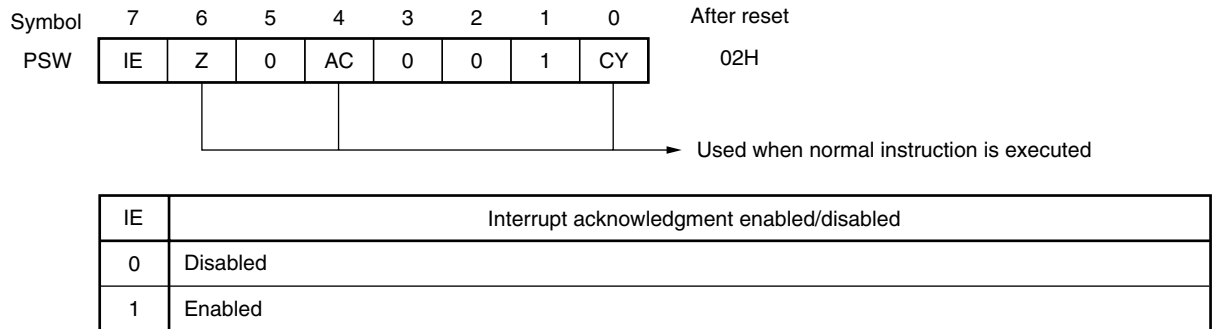 Symbol 7 6 5 4 3 2 1 0 After reset
PSW IE Z 0 AC 0 0 1 CY 02H
Used when normal instruction is executed
IE Interrupt acknowledgment enabled/disabled
0 Disabled
1 Enabled